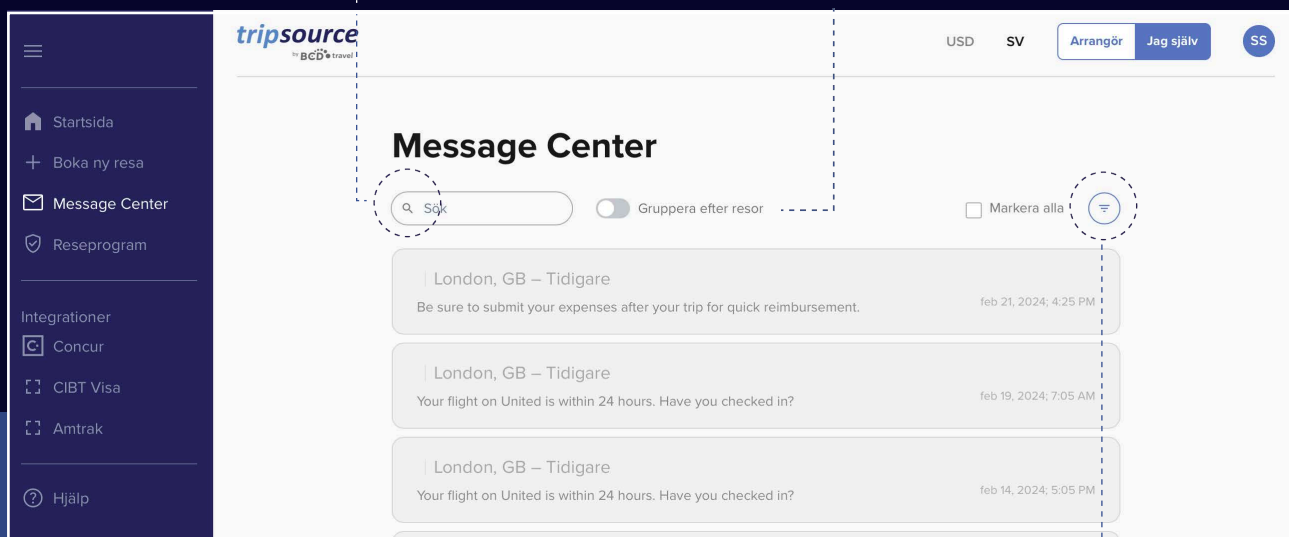 tripsource
by BCD travel
USD
SV
Arrangör
Jag själv
SS
Startsida
Boka ny resa
Message Center
Reseprogram
Integrationer
Concur
CIBT Visa
Amtrak
Hjälp
Message Center
Sök
Gruppera efter resor
Markera alla
London, GB – Tidigare
Be sure to submit your expenses after your trip for quick reimbursement.
feb 21, 2024; 4:25 PM
London, GB – Tidigare
Your flight on United is within 24 hours. Have you checked in?
feb 19, 2024; 7:05 AM
London, GB – Tidigare
Your flight on United is within 24 hours. Have you checked in?
feb 14, 2024; 5:05 PM